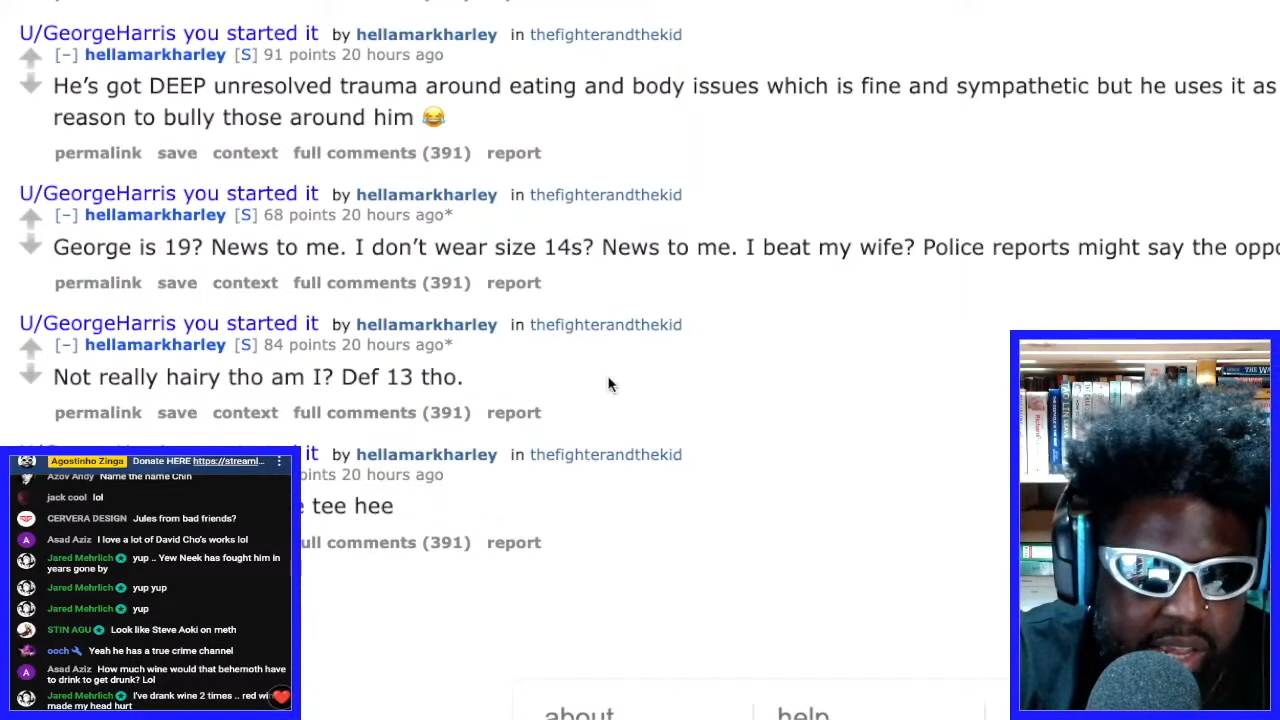 U/GeorgeHarris you started it by hellamarkharley in thefighterandthekid
[–] hellamarkharley [S] 91 points 20 hours ago
He's got DEEP unresolved trauma around eating and body issues which is fine and sympathetic but he uses it as
reason to bully those around him 😂
permalink save context full comments (391) report
U/GeorgeHarris you started it by hellamarkharley in thefighterandthekid
[–] hellamarkharley [S] 68 points 20 hours ago*
George is 19? News to me. I don't wear size 14s? News to me. I beat my wife? Police reports might say the oppo
permalink save context full comments (391) report
U/GeorgeHarris you started it by hellamarkharley in thefighterandthekid
[–] hellamarkharley [S] 84 points 20 hours ago*
Not really hairy tho am I? Def 13 tho.
permalink save context full comments (391) report
it by hellamarkharley in thefighterandthekid
points 20 hours ago
tee hee
full comments (391) report
about help
Agostinho Zinga Donate HERE https://streaml...
Azov Andy Name the name Chin
jack cool lol
CERVERA DESIGN Jules from bad friends?
Asad Aziz I love a lot of David Cho's works lol
Jared Mehrlich yup .. Yew Neek has fought him in
years gone by
Jared Mehrlich yup yup
Jared Mehrlich yup
STIN AGU Look like Steve Aoki on meth
ooch Yeah he has a true crime channel
Asad Aziz How much wine would that behemoth have
to drink to get drunk? Lol
Jared Mehrlich I've drank wine 2 times .. red
made my head hurt